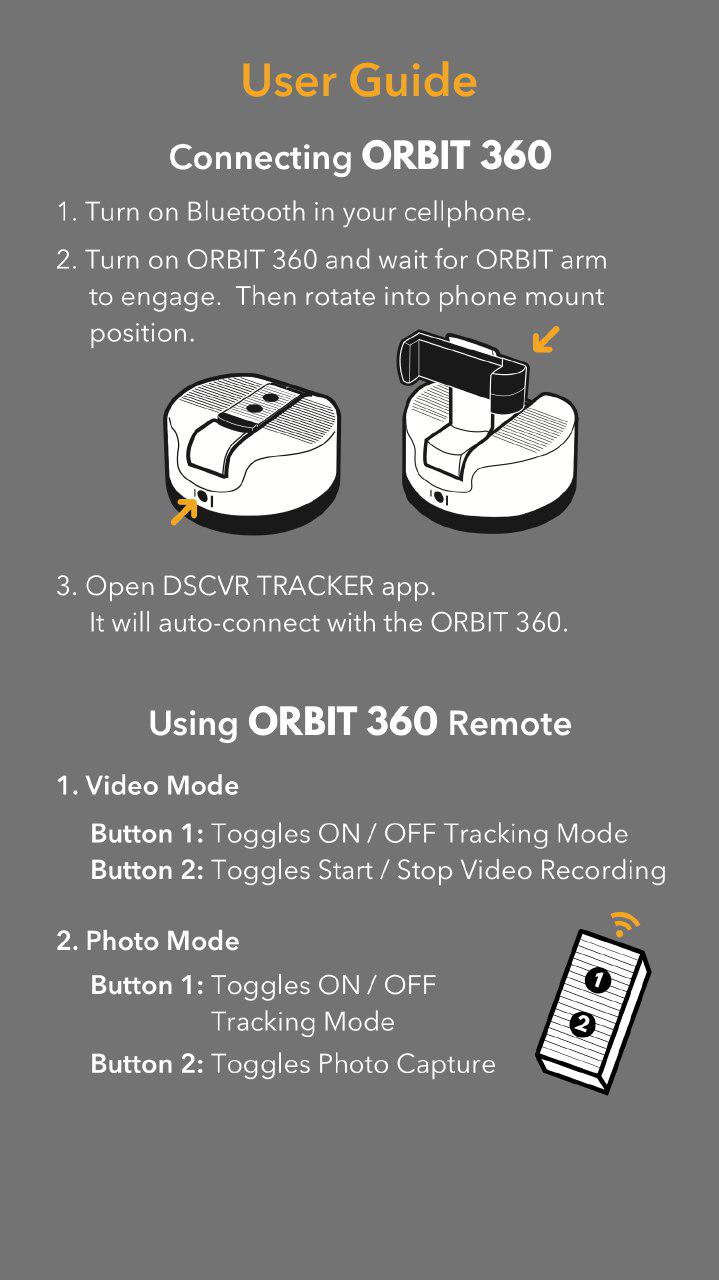 User Guide
Connecting ORBIT 360
1. Turn on Bluetooth in your cellphone.
2. Turn on ORBIT 360 and wait for ORBIT arm
to engage.  Then rotate into phone mount
position.
3. Open DSCVR TRACKER app.
It will auto-connect with the ORBIT 360.
Using ORBIT 360 Remote
1. Video Mode
Button 1: Toggles ON / OFF Tracking Mode
Button 2: Toggles Start / Stop Video Recording
2. Photo Mode
Button 1: Toggles ON / OFF
Tracking Mode
Button 2: Toggles Photo Capture
1
2